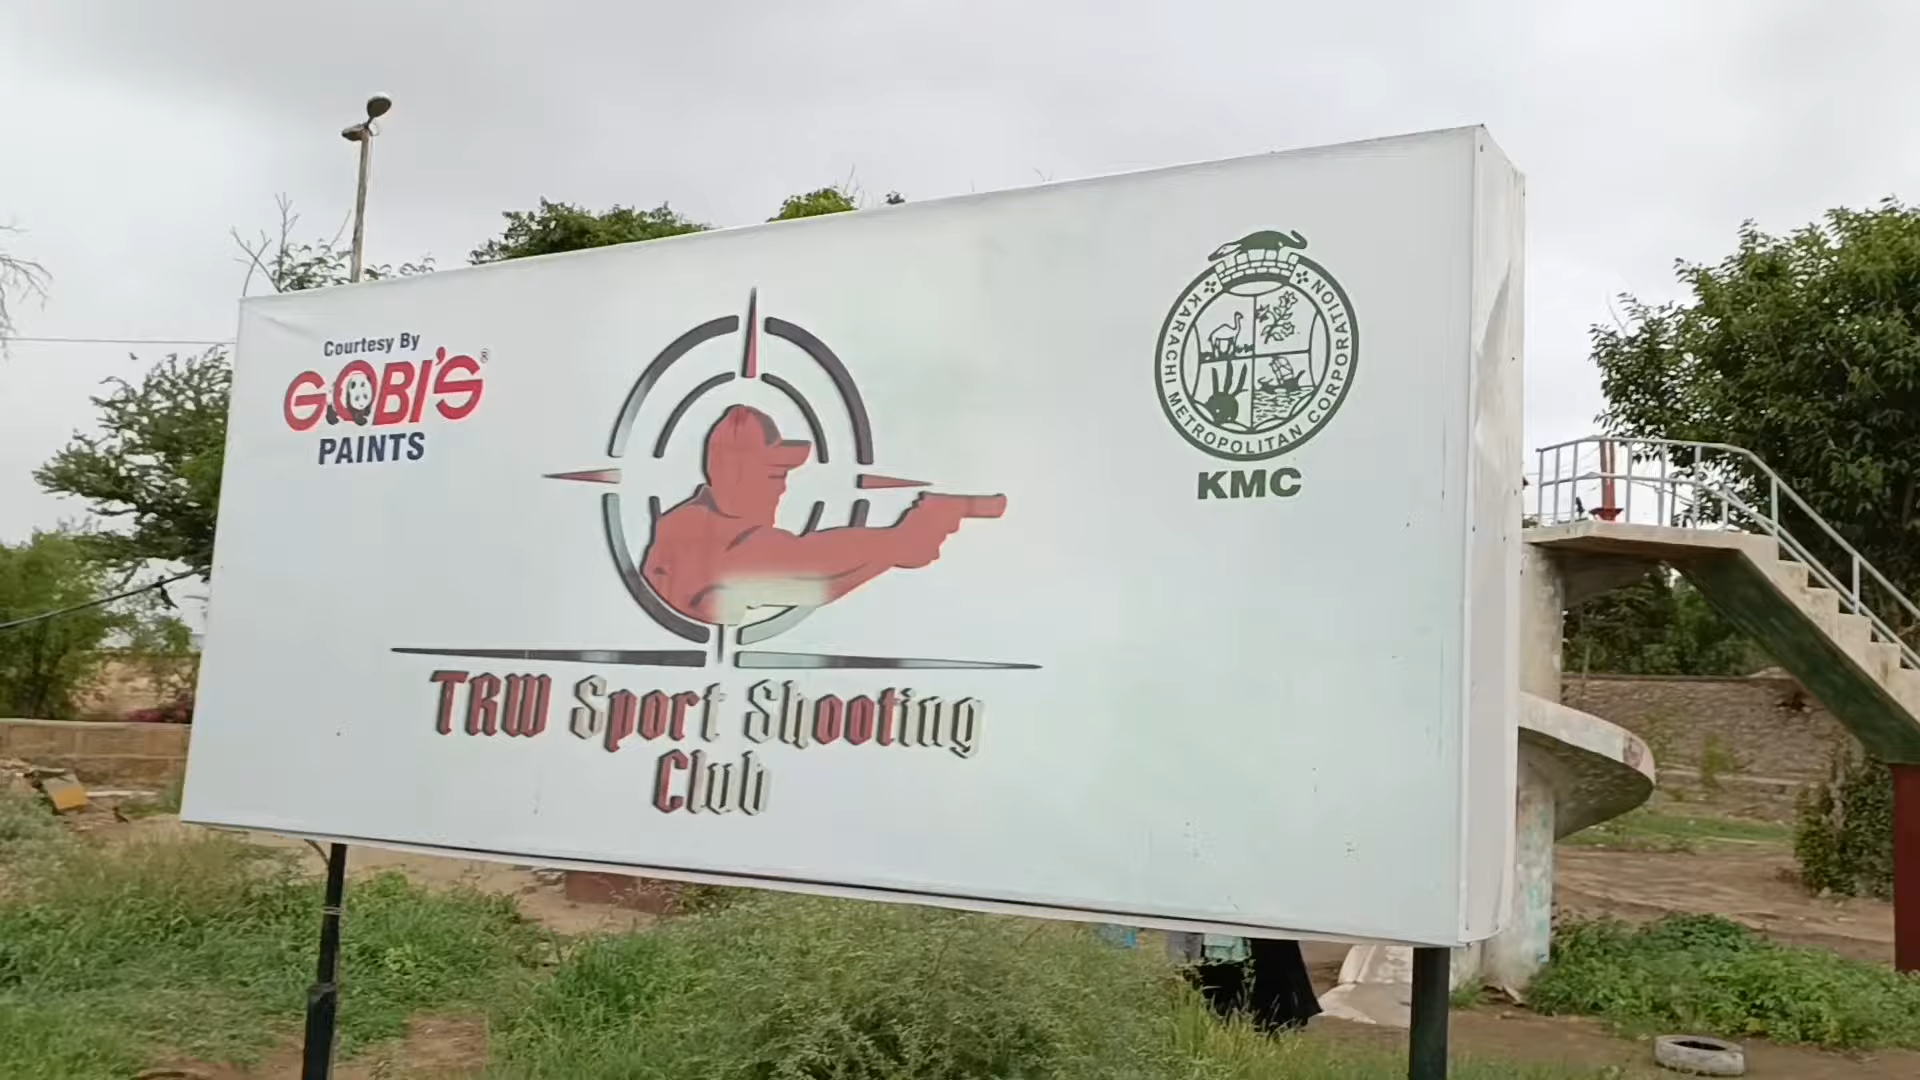 Courtesy By
GOBI'S®
PAINTS
KARACHI METROPOLITAN CORPORATION
KMC
TRW Sport Shooting
Club